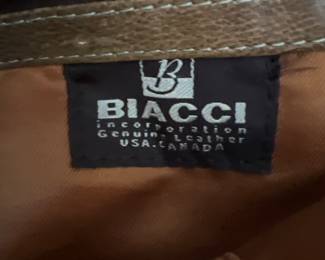 B
BIACCI
incorporation
Genuine Leather
USA.CANADA